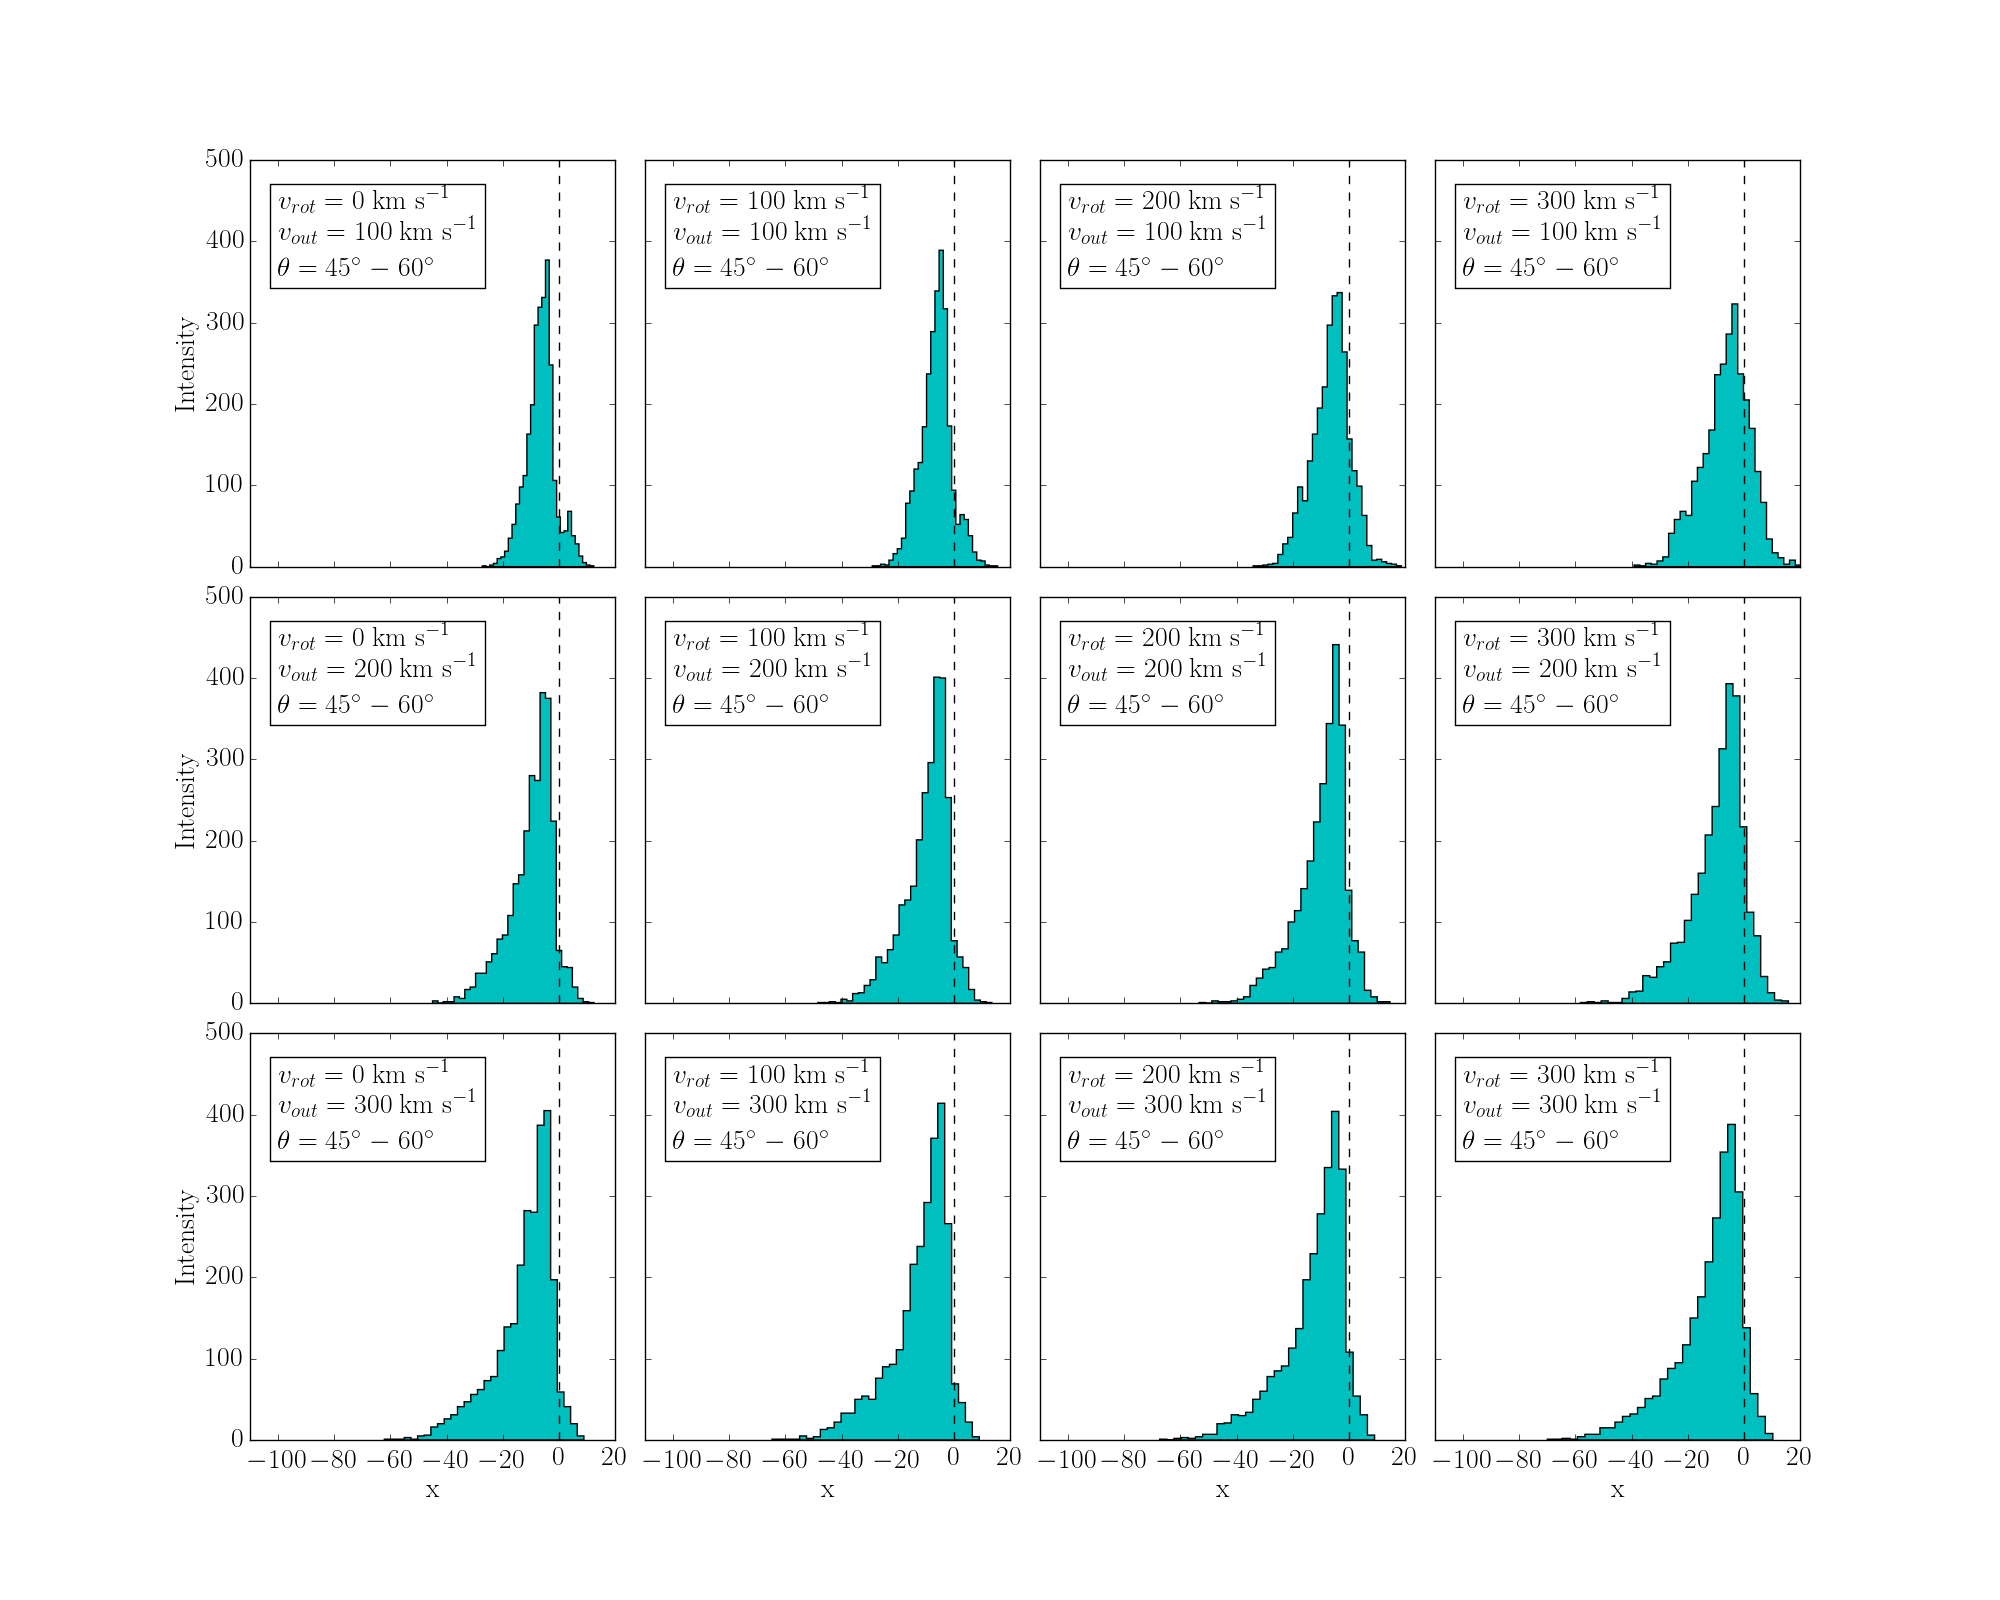 500
400
300
200
100
0
Intensity
v_rot = 0 km s⁻¹
v_out = 100 km s⁻¹
θ = 45° − 60°
v_rot = 100 km s⁻¹
v_out = 100 km s⁻¹
θ = 45° − 60°
v_rot = 200 km s⁻¹
v_out = 100 km s⁻¹
θ = 45° − 60°
v_rot = 300 km s⁻¹
v_out = 100 km s⁻¹
θ = 45° − 60°
500
400
300
200
100
0
Intensity
v_rot = 0 km s⁻¹
v_out = 200 km s⁻¹
θ = 45° − 60°
v_rot = 100 km s⁻¹
v_out = 200 km s⁻¹
θ = 45° − 60°
v_rot = 200 km s⁻¹
v_out = 200 km s⁻¹
θ = 45° − 60°
v_rot = 300 km s⁻¹
v_out = 200 km s⁻¹
θ = 45° − 60°
500
400
300
200
100
0
Intensity
v_rot = 0 km s⁻¹
v_out = 300 km s⁻¹
θ = 45° − 60°
v_rot = 100 km s⁻¹
v_out = 300 km s⁻¹
θ = 45° − 60°
v_rot = 200 km s⁻¹
v_out = 300 km s⁻¹
θ = 45° − 60°
v_rot = 300 km s⁻¹
v_out = 300 km s⁻¹
θ = 45° − 60°
−100 −80 −60 −40 −20 0 20
x
−100 −80 −60 −40 −20 0 20
x
−100 −80 −60 −40 −20 0 20
x
−100 −80 −60 −40 −20 0 20
x